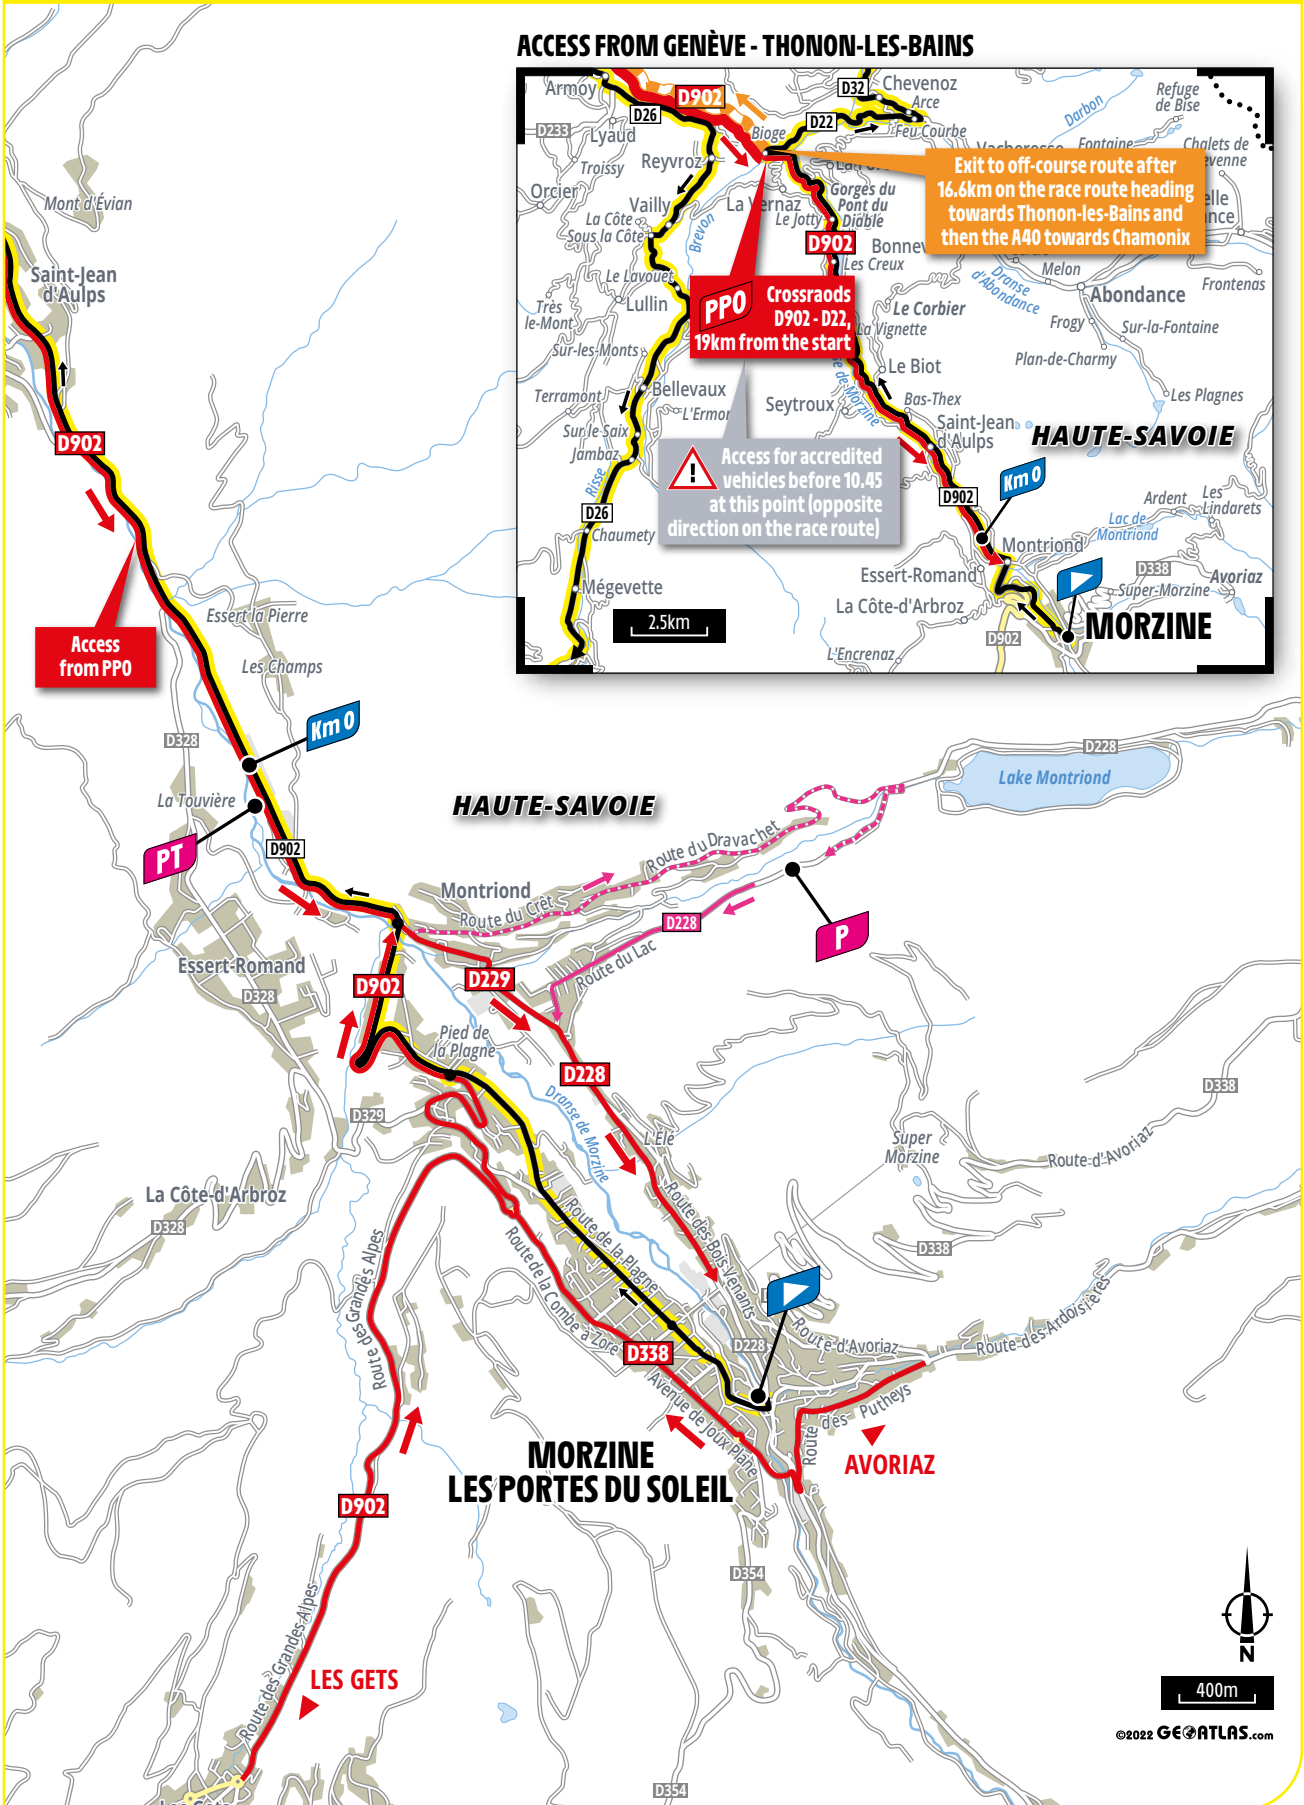 ACCESS FROM GENÈVE - THONON-LES-BAINS
Armoy
D902
D32
Chevenoz
Arce
Refuge
de Bise
Darbon
D26
D22
Feu Courbe
D233
Lyaud
Bioge
Troissy
Reyvroz
Fontaine
Chalets de
Orcier
Vailly
La Vernaz
Gorges du
Pont du
Diable
Le Jotty
La Côte
Sous la Côte
Brevon
D902
Exit to off-course route after
16.6km on the race route heading
towards Thonon-les-Bains and
then the A40 towards Chamonix
Les Creux
Le Lavouet
Melon
Dranse
d'Abondance
Frontenas
Abondance
Très
le-Mont
Lullin
PPO
Crossraods
D902 - D22,
19km from the start
Le Corbier
La Vignette
Frogy
Sur-la-Fontaine
Sur-les-Monts
Le Biot
Plan-de-Charmy
Terramont
Bellevaux
Seytroux
Bas-Thex
Les Plagnes
Sur le Saix
Jambaz
Saint-Jean
d'Aulps
HAUTE-SAVOIE
Access for accredited
vehicles before 10.45
at this point (opposite
direction on the race route)
Risse
Km 0
D26
D902
Ardent
Les
Lindarets
Lac de
Montriond
Chaumety
Montriond
Essert-Romand
D338
Avoriaz
Super-Morzine
Mégevette
La Côte-d'Arbroz
2.5km
D902
MORZINE
L'Encrenaz
Mont d'Évian
Saint-Jean
d'Aulps
D902
Essert la Pierre
Access
from PPO
Les Champs
Km 0
D328
D228
Lake Montriond
La Touvière
HAUTE-SAVOIE
PT
D902
Route du Dravachet
Montriond
Route du Crêt
D228
P
Route du Lac
Essert-Romand
D328
D902
D229
Pied de
la Plagne
D228
D338
D329
Dranse de Morzine
L'Élé
Super
Morzine
Route d'Avoriaz
La Côte-d'Arbroz
D328
Route des Bois Venants
Route de la Plagne
D338
Route des Grandes Alpes
Route de la Combe à Zore
D228
Route d'Avoriaz
Route des Ardoisières
D338
Avenue de Joux Plane
Route des Putheys
MORZINE
LES PORTES DU SOLEIL
AVORIAZ
D902
D354
Route des Grandes Alpes
LES GETS
N
400m
©2022 GEOATLAS.com
D354